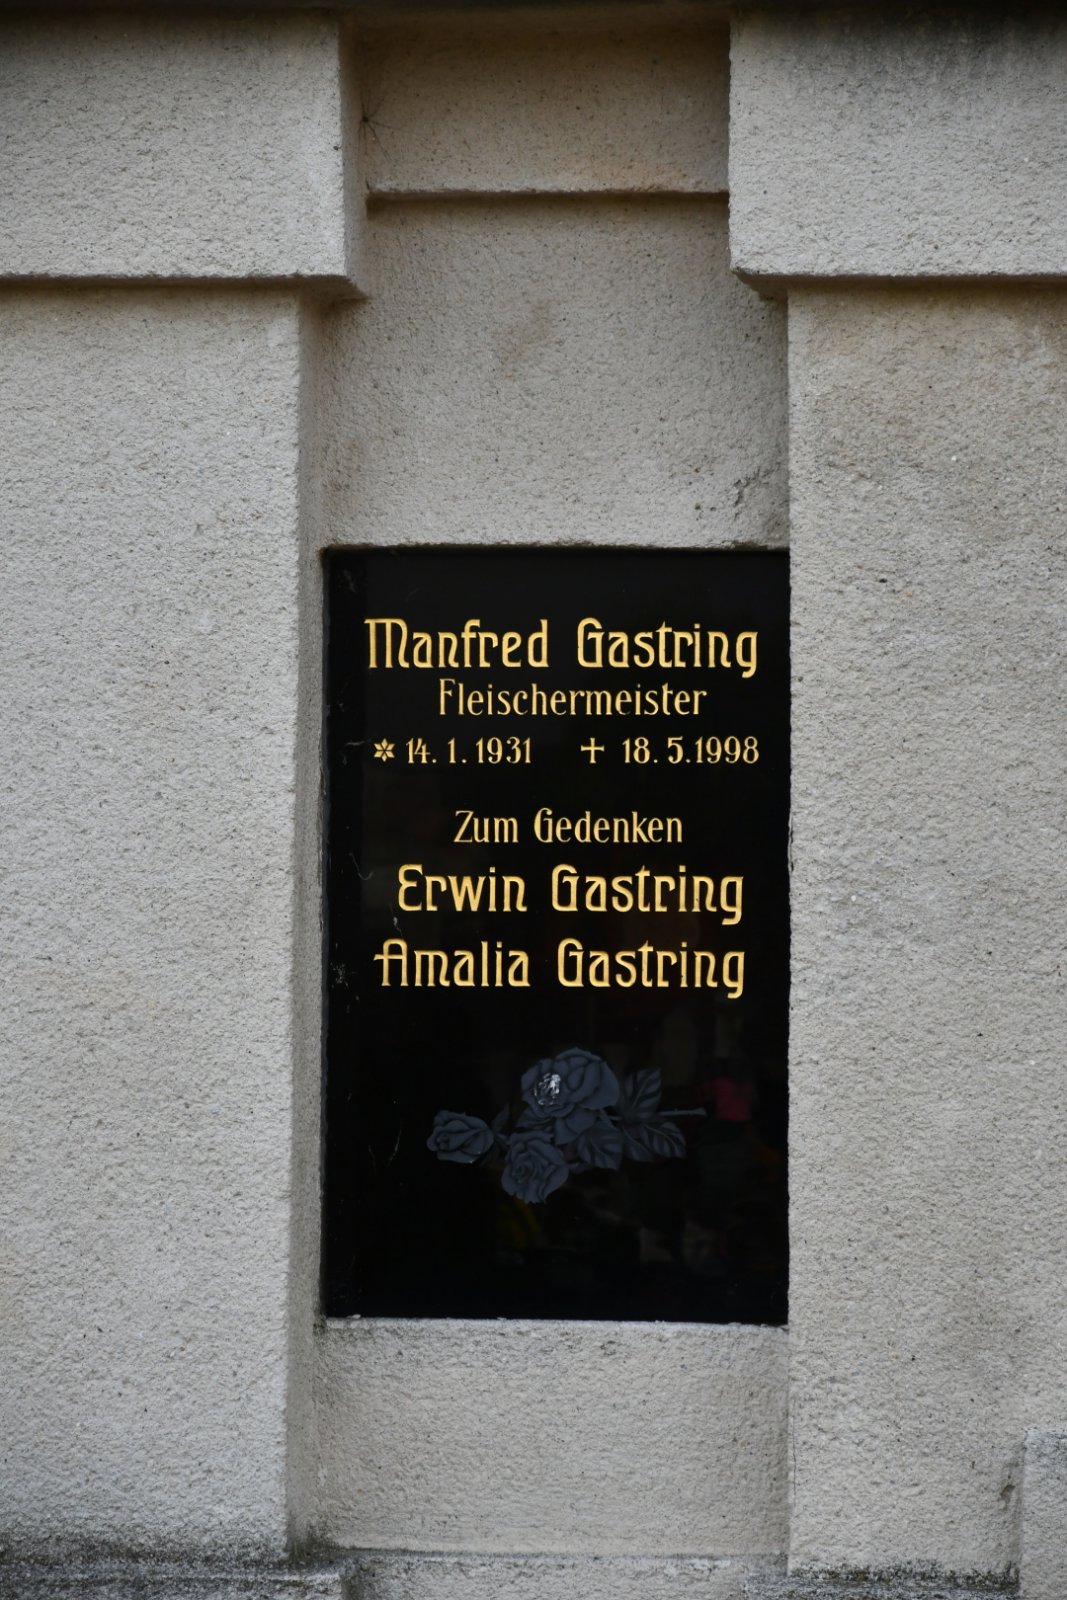 Manfred Gastring
Fleischermeister
✲ 14. 1. 1931 ✝ 18. 5. 1998
Zum Gedenken
Erwin Gastring
Amalia Gastring